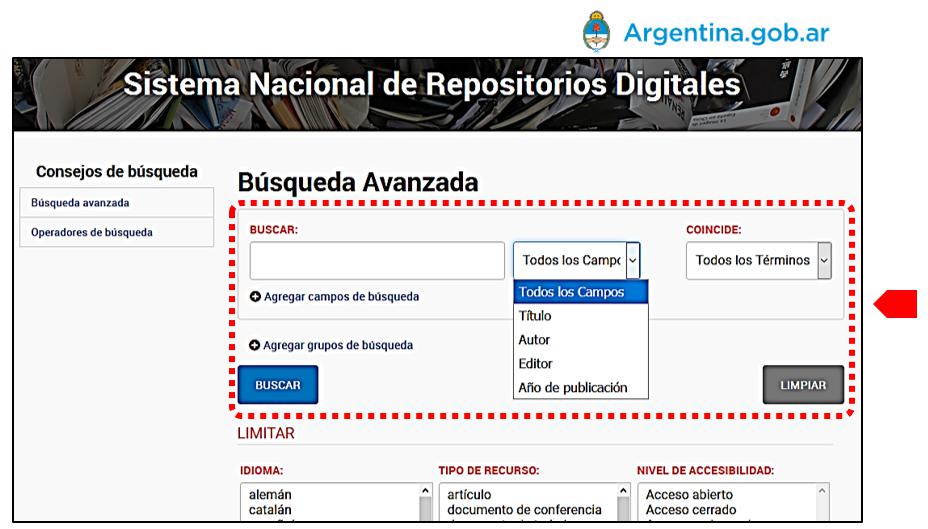 Argentina.gob.ar
Sistema Nacional de Repositorios Digitales
Consejos de búsqueda
Búsqueda avanzada
Operadores de búsqueda
Búsqueda Avanzada
BUSCAR:
COINCIDE:
Todos los Campo
Todos los Términos
Todos los Campos
Título
Autor
Editor
Año de publicación
Agregar campos de búsqueda
Agregar grupos de búsqueda
BUSCAR
LIMPIAR
LIMITAR
IDIOMA:
TIPO DE RECURSO:
NIVEL DE ACCESIBILIDAD:
alemán
catalán
artículo
documento de conferencia
Acceso abierto
Acceso cerrado